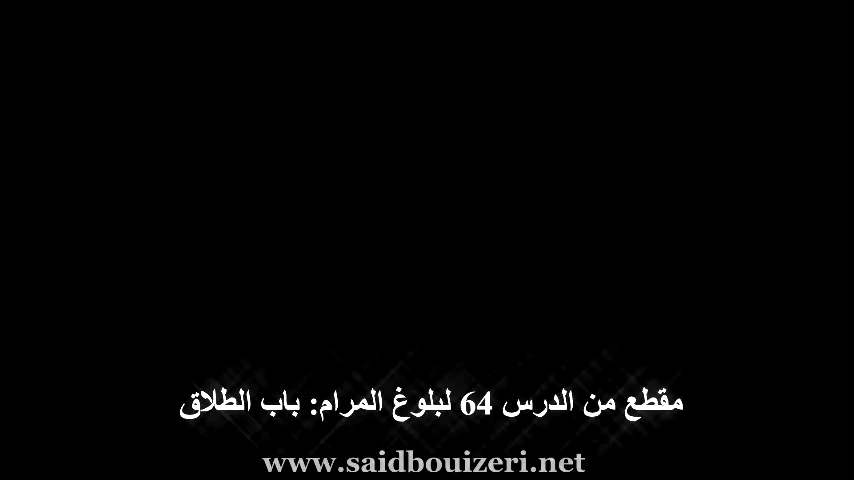 مقطع من الدرس 64 لبلوغ المرام: باب الطلاق
www.saidbouizeri.net